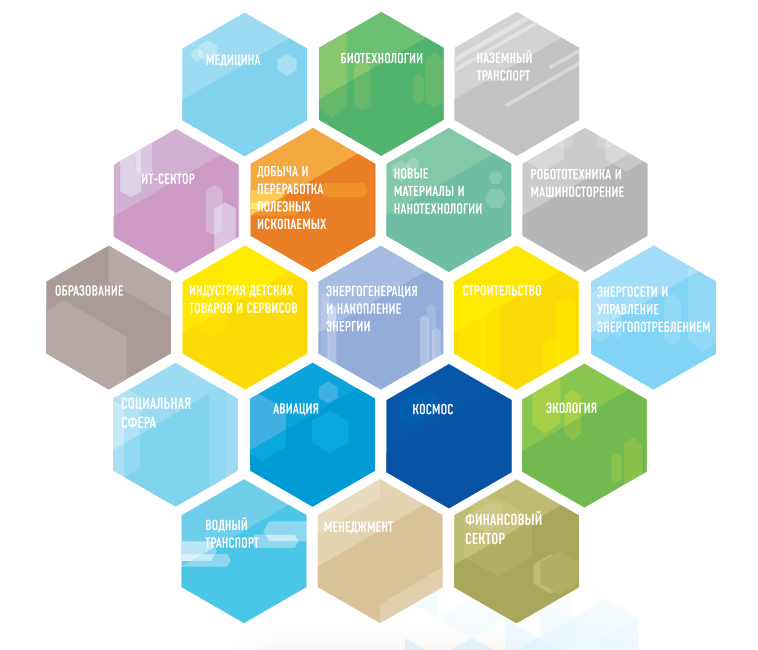 МЕДИЦИНА
БИОТЕХНОЛОГИИ
НАЗЕМНЫЙ
ТРАНСПОРТ
ИТ-СЕКТОР
ДОБЫЧА И
ПЕРЕРАБОТКА
ПОЛЕЗНЫХ
ИСКОПАЕМЫХ
НОВЫЕ
МАТЕРИАЛЫ И
НАНОТЕХНОЛОГИИ
РОБОТОТЕХНИКА И
МАШИНОСТОРЕНИЕ
ОБРАЗОВАНИЕ
ИНДУСТРИЯ ДЕТСКИХ
ТОВАРОВ И СЕРВИСОВ
ЭНЕРГОГЕНЕРАЦИЯ
И НАКОПЛЕНИЕ
ЭНЕРГИИ
СТРОИТЕЛЬСТВО
ЭНЕРГОСЕТИ И
УПРАВЛЕНИЕ
ЭНЕРГОПОТРЕБЛЕНИЕМ
СОЦИАЛЬНАЯ
СФЕРА
АВИАЦИЯ
КОСМОС
ЭКОЛОГИЯ
ВОДНЫЙ
ТРАНСПОРТ
МЕНЕДЖМЕНТ
ФИНАНСОВЫЙ
СЕКТОР